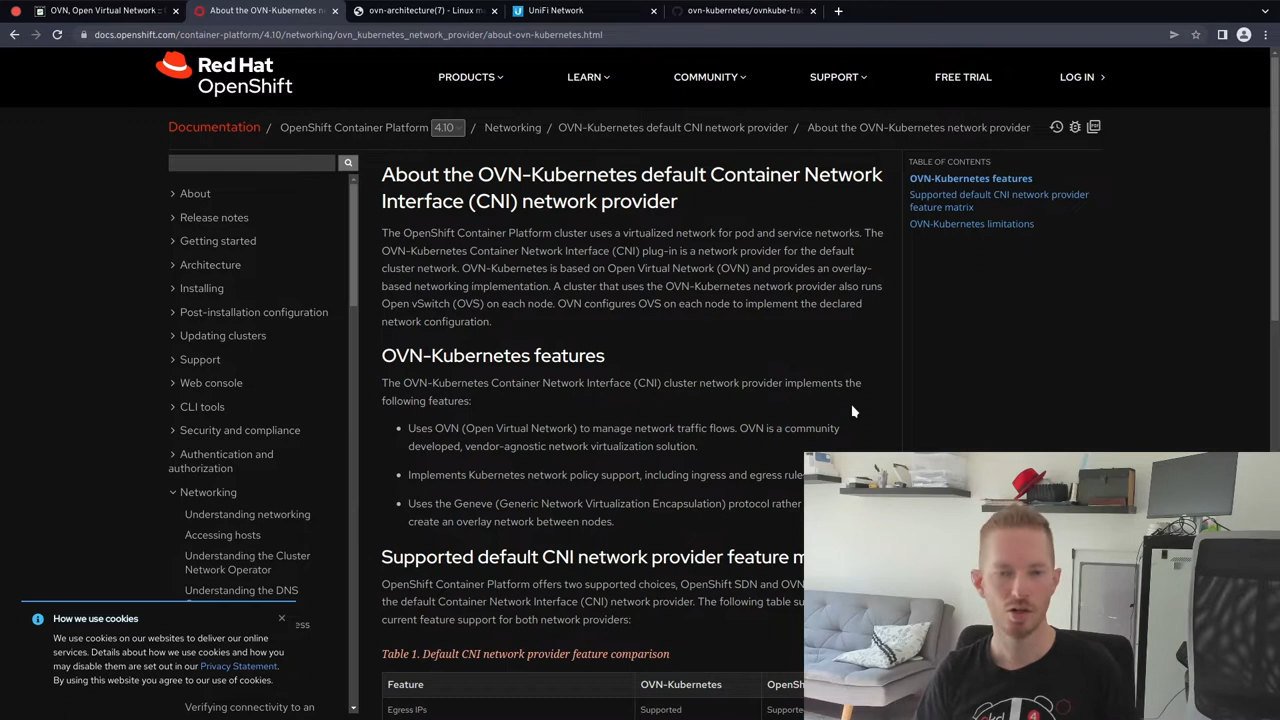 OVN, Open Virtual Network ::
About the OVN-Kubernetes n
ovn-architecture(7) - Linux m
UniFi Network
ovn-kubernetes/ovnkube-tra
docs.openshift.com/container-platform/4.10/networking/ovn_kubernetes_network_provider/about-ovn-kubernetes.html
Red Hat
OpenShift
PRODUCTS
LEARN
COMMUNITY
SUPPORT
FREE TRIAL
LOG IN
Documentation / OpenShift Container Platform 4.10 / Networking / OVN-Kubernetes default CNI network provider / About the OVN-Kubernetes network provider
About
Release notes
Getting started
Architecture
Installing
Post-installation configuration
Updating clusters
Support
Web console
CLI tools
Security and compliance
Authentication and
authorization
Networking
Understanding networking
Accessing hosts
Understanding the Cluster
Network Operator
Understanding the DNS
ess
Verifying connectivity to an
How we use cookies
We use cookies on our websites to deliver our online
services. Details about how we use cookies and how you
may disable them are set out in our Privacy Statement.
By using this website you agree to our use of cookies.
About the OVN-Kubernetes default Container Network
Interface (CNI) network provider
The OpenShift Container Platform cluster uses a virtualized network for pod and service networks. The
OVN-Kubernetes Container Network Interface (CNI) plug-in is a network provider for the default
cluster network. OVN-Kubernetes is based on Open Virtual Network (OVN) and provides an overlay-
based networking implementation. A cluster that uses the OVN-Kubernetes network provider also runs
Open vSwitch (OVS) on each node. OVN configures OVS on each node to implement the declared
network configuration.
OVN-Kubernetes features
The OVN-Kubernetes Container Network Interface (CNI) cluster network provider implements the
following features:
• Uses OVN (Open Virtual Network) to manage network traffic flows. OVN is a community
developed, vendor-agnostic network virtualization solution.
• Implements Kubernetes network policy support, including ingress and egress rule
• Uses the Geneve (Generic Network Virtualization Encapsulation) protocol rather
create an overlay network between nodes.
Supported default CNI network provider feature m
OpenShift Container Platform offers two supported choices, OpenShift SDN and OVN
the default Container Network Interface (CNI) network provider. The following table su
current feature support for both network providers:
Table 1. Default CNI network provider feature comparison
Feature
OVN-Kubernetes
OpenSh
Egress IPs
Supported
Supporte
TABLE OF CONTENTS
OVN-Kubernetes features
Supported default CNI network provider
feature matrix
OVN-Kubernetes limitations